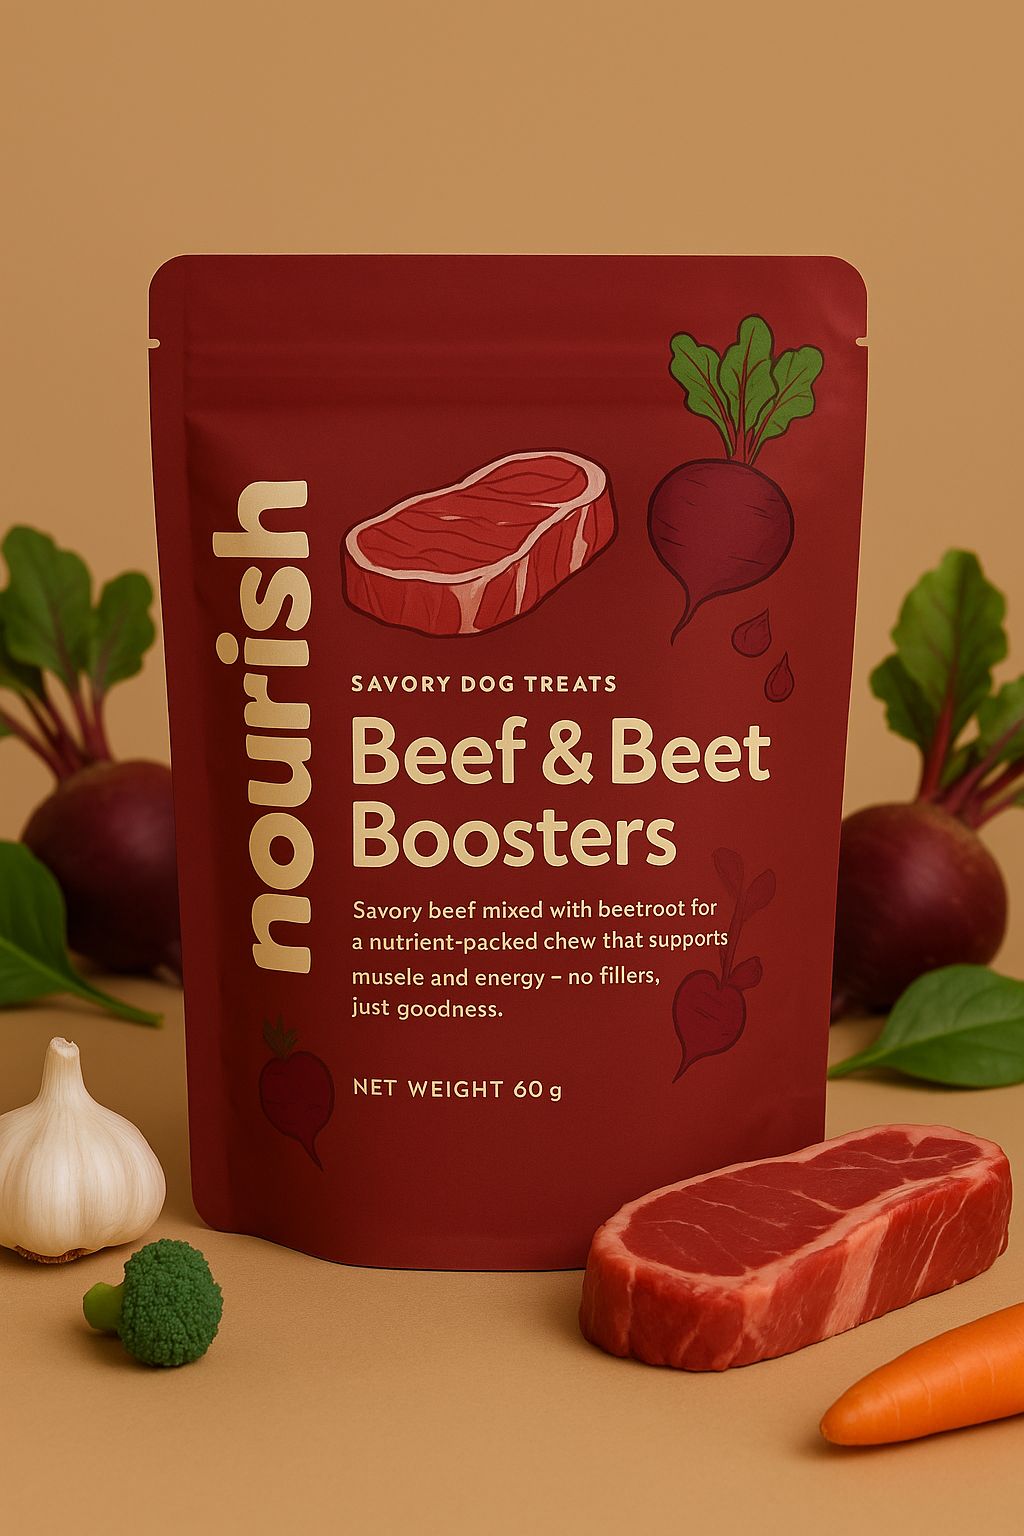 nourish
SAVORY DOG TREATS
Beef & Beet
Boosters
Savory beef mixed with beetroot for
a nutrient-packed chew that supports
musele and energy – no fillers,
just goodness.
NET WEIGHT 60 g